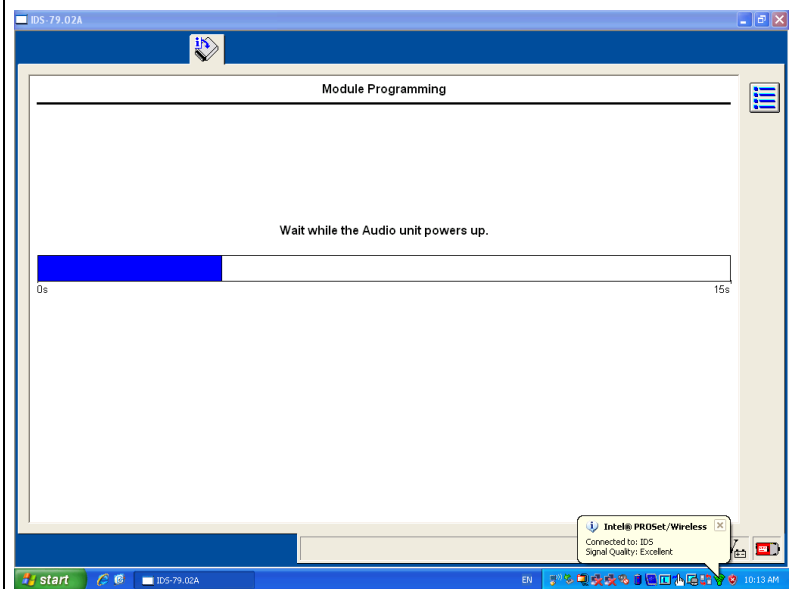 IDS-79.02A
Module Programming
Wait while the Audio unit powers up.
0s 15s
Intel® PROSet/Wireless
Connected to: IDS
Signal Quality: Excellent
start IDS-79.02A EN 10:13 AM